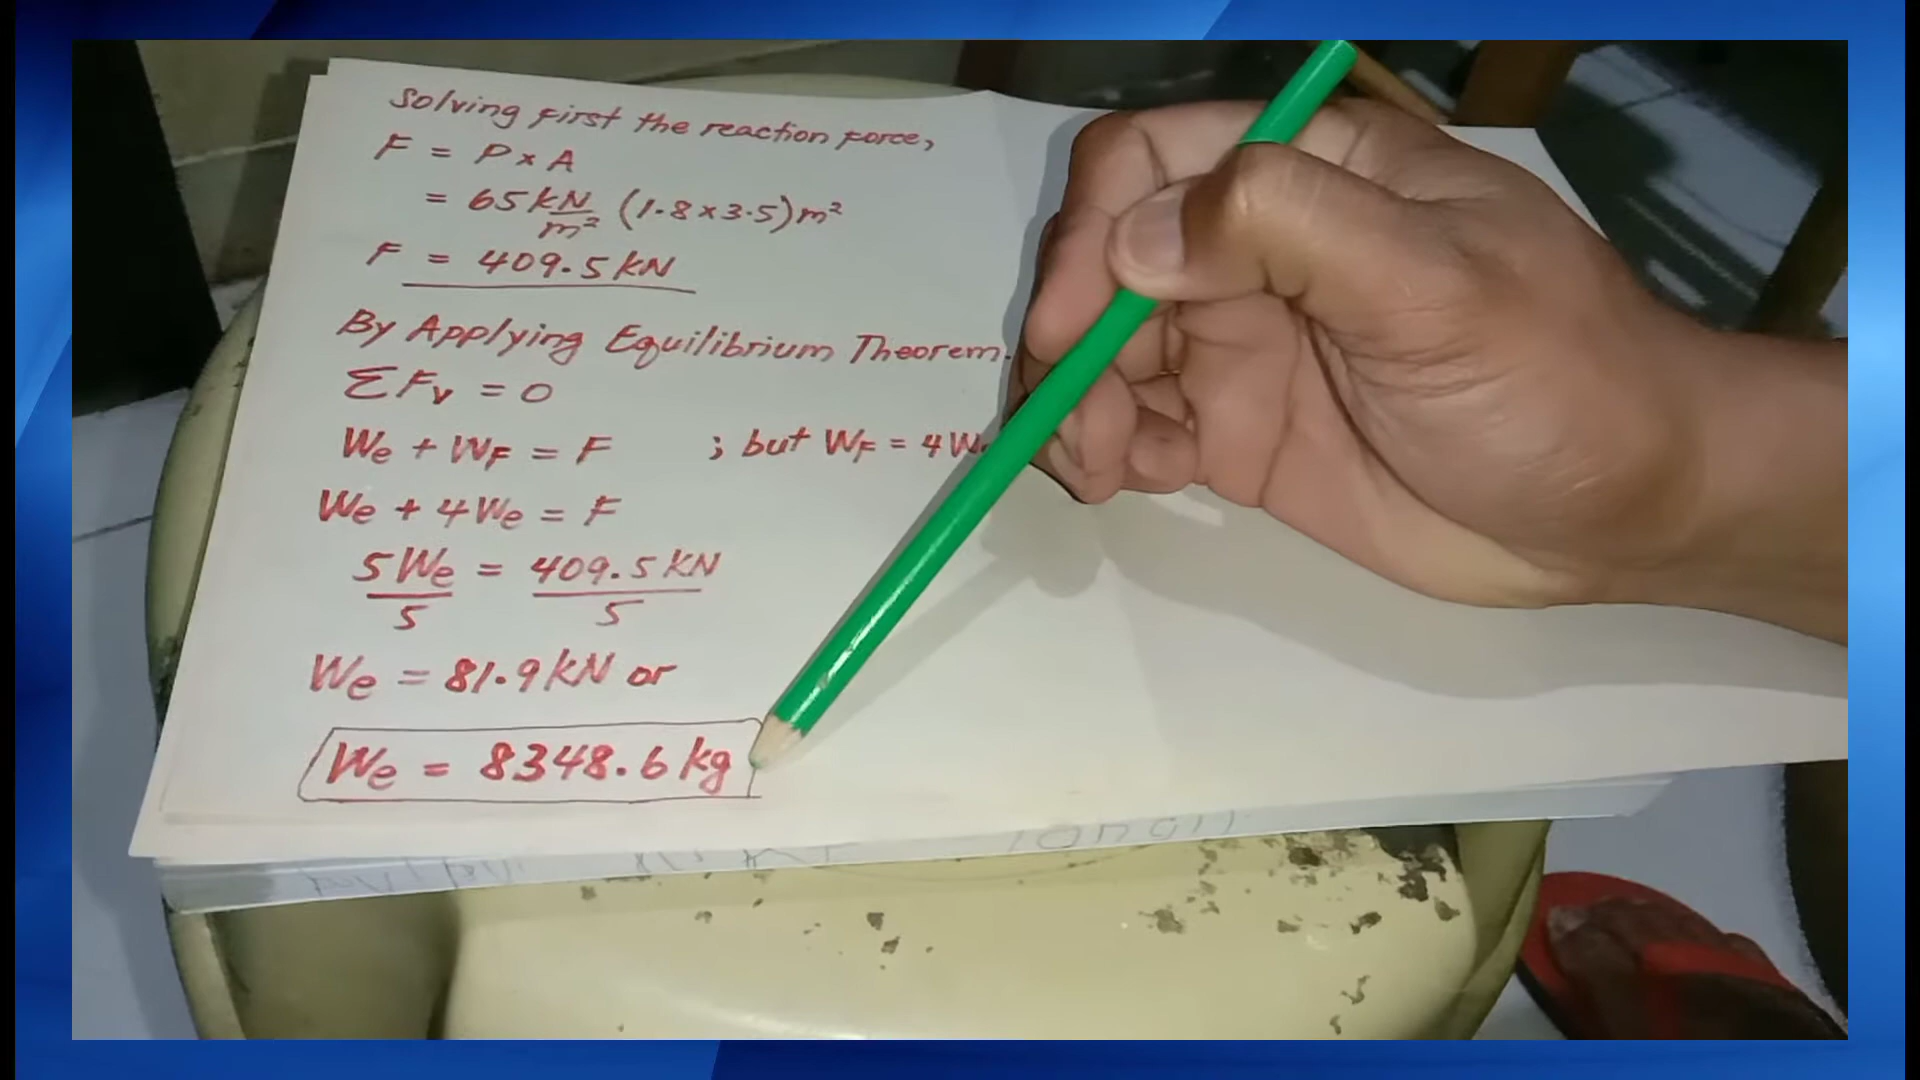 Solving first the reaction force,
F = P x A
= 65 kN/m² (1.8 x 3.5) m²
F = 409.5 kN
By Applying Equilibrium Theorem.
ΣFv = 0
We + WF = F ; but WF = 4W
We + 4We = F
5We/5 = 409.5 KN/5
We = 81.9 kN or
We = 8348.6 kg